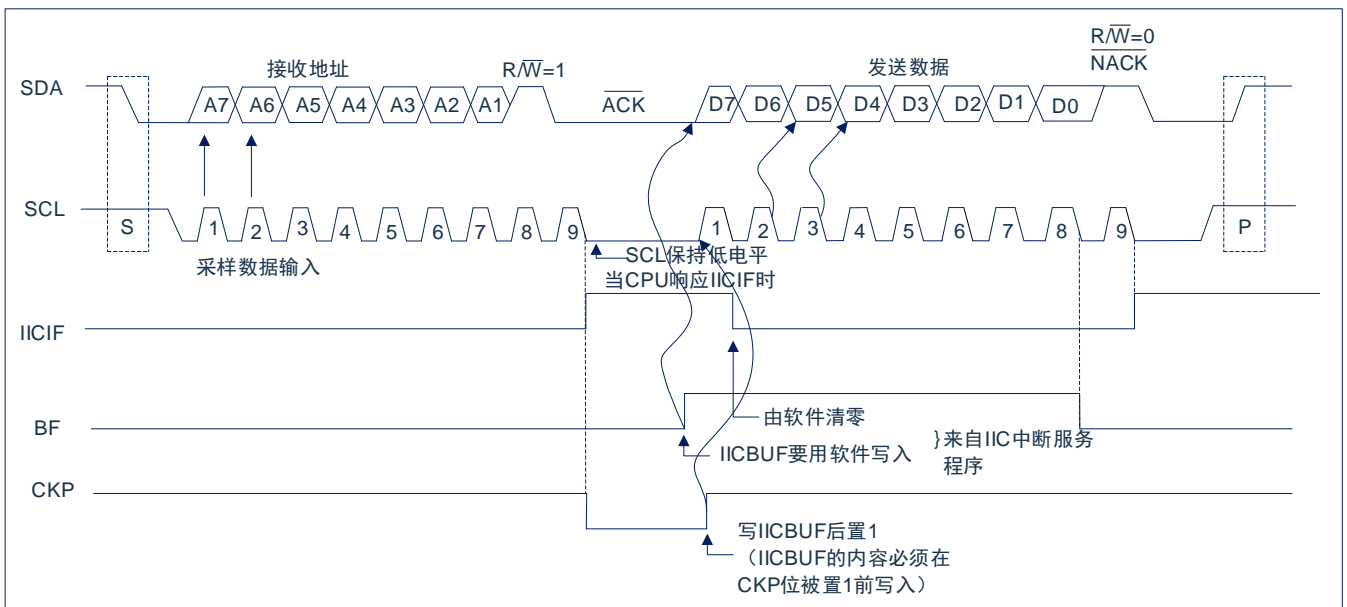 R/W=0
NACK
接收地址
R/W=1
发送数据
SDA
A7 A6 A5 A4 A3 A2 A1
ACK
D7 D6 D5 D4 D3 D2 D1 D0
SCL
S
1 2 3 4 5 6 7 8 9
1 2 3 4 5 6 7 8 9
P
采样数据输入
SCL保持低电平
当CPU响应IICIF时
IICIF
由软件清零
BF
IICBUF要用软件写入
}来自IIC中断服务
程序
CKP
写IICBUF后置1
（IICBUF的内容必须在
CKP位被置1前写入）